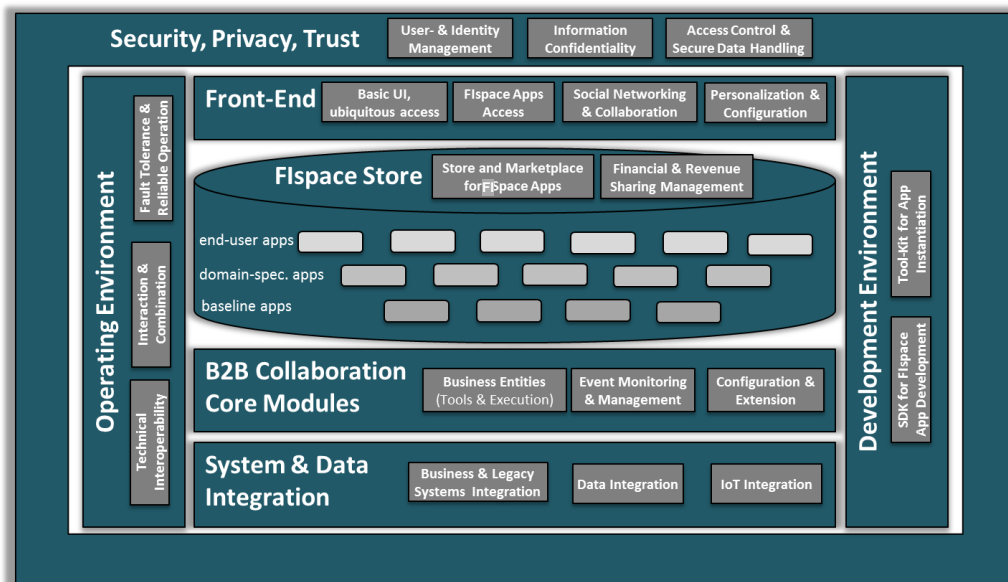 Security, Privacy, Trust
User- & Identity
Management
Information
Confidentiality
Access Control &
Secure Data Handling
Operating Environment
Fault Tolerance &
Reliable Operation
Interaction &
Combination
Technical
Interoperability
Front-End
Basic UI,
ubiquitous access
FIspace Apps
Access
Social Networking
& Collaboration
Personalization &
Configuration
FIspace Store
Store and Marketplace
for FISpace Apps
Financial & Revenue
Sharing Management
end-user apps
domain-spec. apps
baseline apps
B2B Collaboration
Core Modules
Business Entities
(Tools & Execution)
Event Monitoring
& Management
Configuration &
Extension
System & Data
Integration
Business & Legacy
Systems Integration
Data Integration
IoT Integration
Development Environment
Tool-Kit for App
Instantiation
SDK for FIspace
App Development